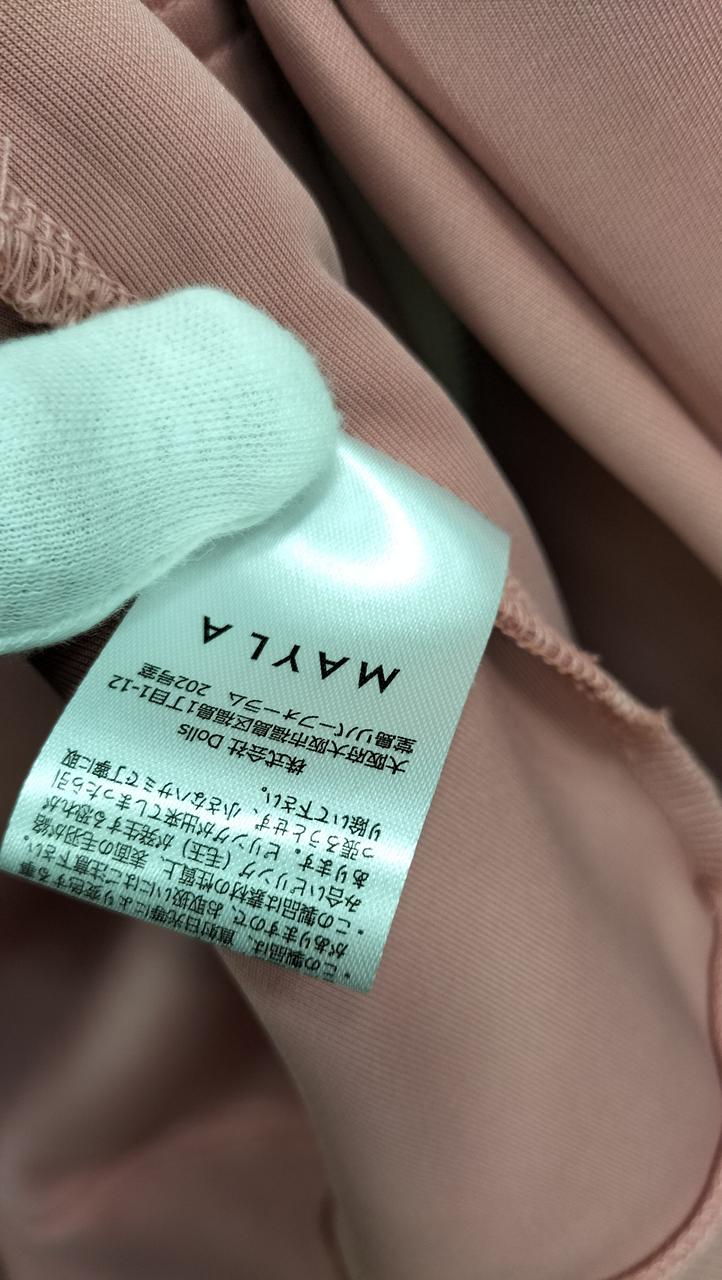 ・この製品は、直射日光等により変色する事
があますので、お取扱いにはご注意下さい。
・この製品は素材の性質上、表面の毛羽が絡
み合いピリング（毛玉）が発生する恐れが
あります。ピリングが出来てしまったら引
っ張ろうとせず、小さなハサミで丁寧に取
り除いて下さい。
株式会社 Dolls
大阪府大阪市福島区福島1丁目1-12
堂島リバーフォーラム 202号室
MAYLA